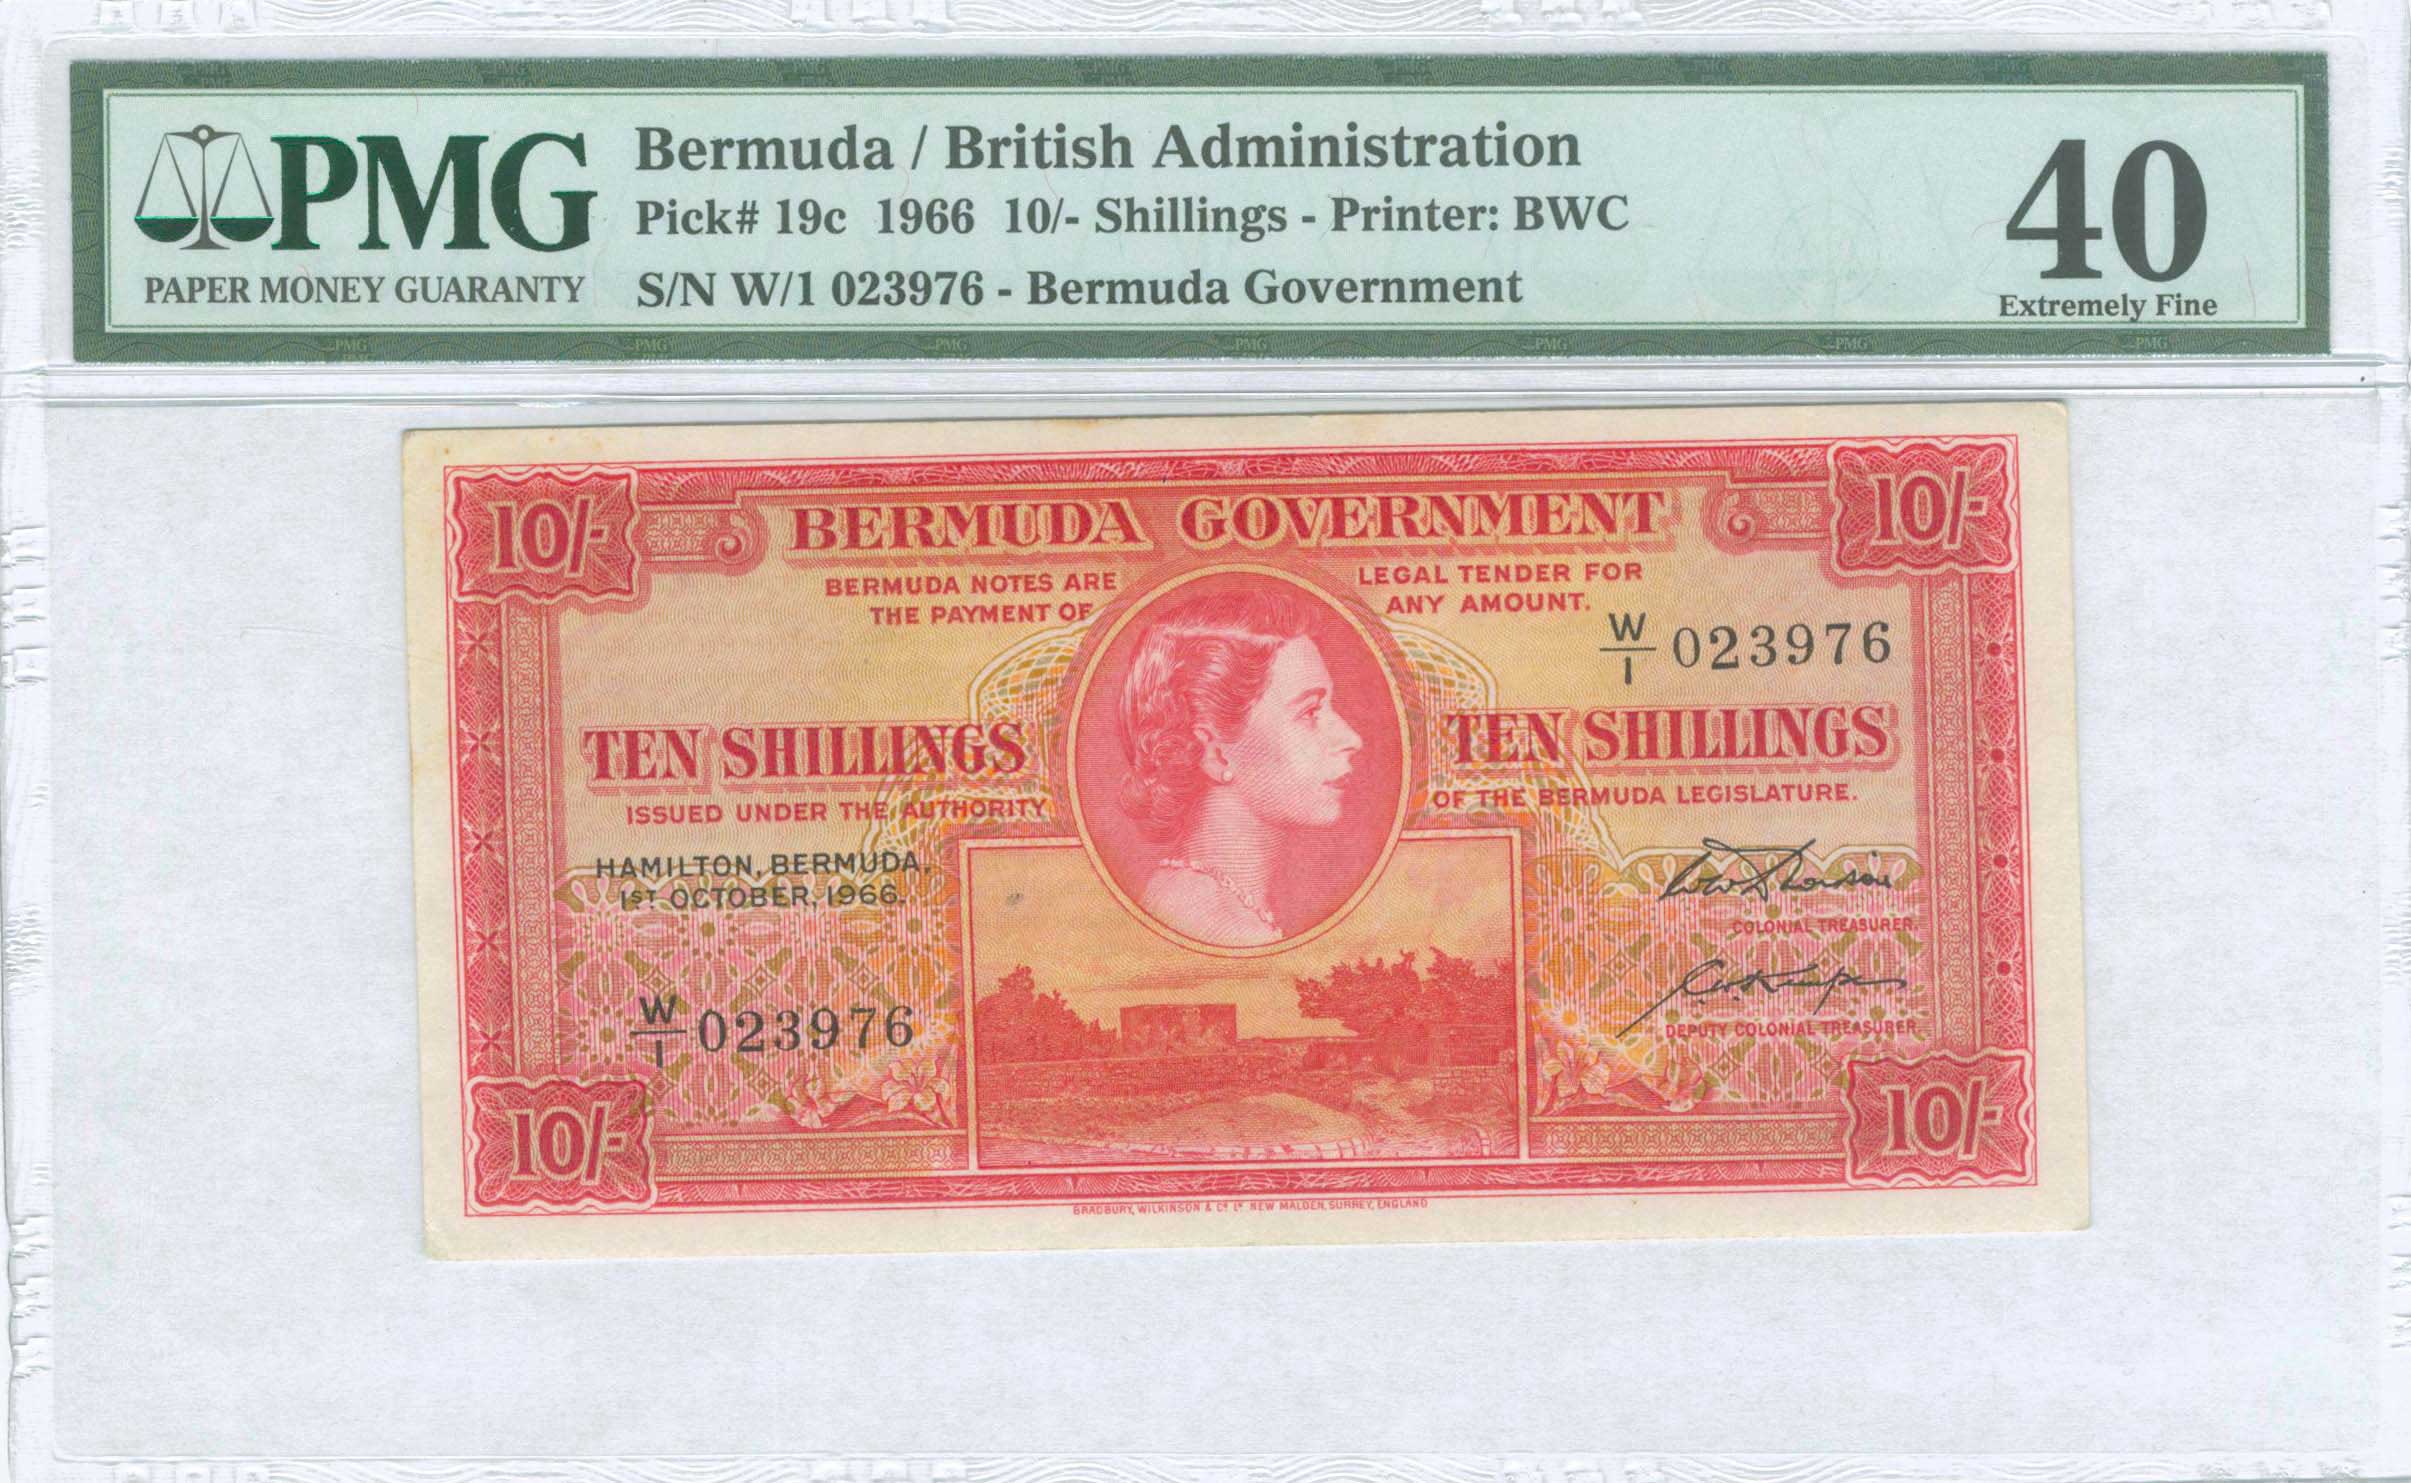 PMG
PAPER MONEY GUARANTY
Bermuda / British Administration
Pick# 19c 1966 10/- Shillings - Printer: BWC
S/N W/1 023976 - Bermuda Government
40
Extremely Fine
10/- BERMUDA GOVERNMENT 10/-
BERMUDA NOTES ARE LEGAL TENDER FOR
THE PAYMENT OF ANY AMOUNT.
W/1 023976
TEN SHILLINGS TEN SHILLINGS
ISSUED UNDER THE AUTHORITY OF THE BERMUDA LEGISLATURE.
HAMILTON, BERMUDA,
1ST OCTOBER, 1966.
COLONIAL TREASURER.
W/1 023976
DEPUTY COLONIAL TREASURER.
10/- 10/-
BRADBURY, WILKINSON & Co. Ld. NEW MALDEN, SURREY, ENGLAND